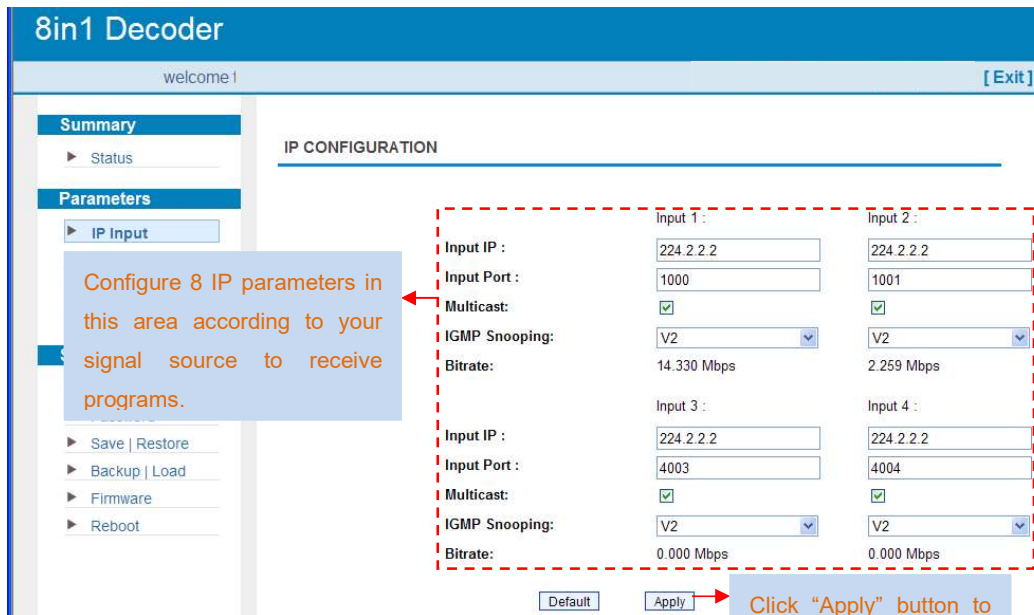 8in1 Decoder
welcome
[ Exit ]
Summary
Status
IP CONFIGURATION
Parameters
IP Input
Configure 8 IP parameters in
this area according to your
signal source to receive
programs.
Input 1 : Input 2 :
Input IP : 224.2.2.2 224.2.2.2
Input Port : 1000 1001
Multicast:
IGMP Snooping: V2 V2
Bitrate: 14.330 Mbps 2.259 Mbps
Input 3 : Input 4 :
Input IP : 224.2.2.2 224.2.2.2
Input Port : 4003 4004
Multicast:
IGMP Snooping: V2 V2
Bitrate: 0.000 Mbps 0.000 Mbps
Password
Save | Restore
Backup | Load
Firmware
Reboot
Default Apply
Click “Apply” button to